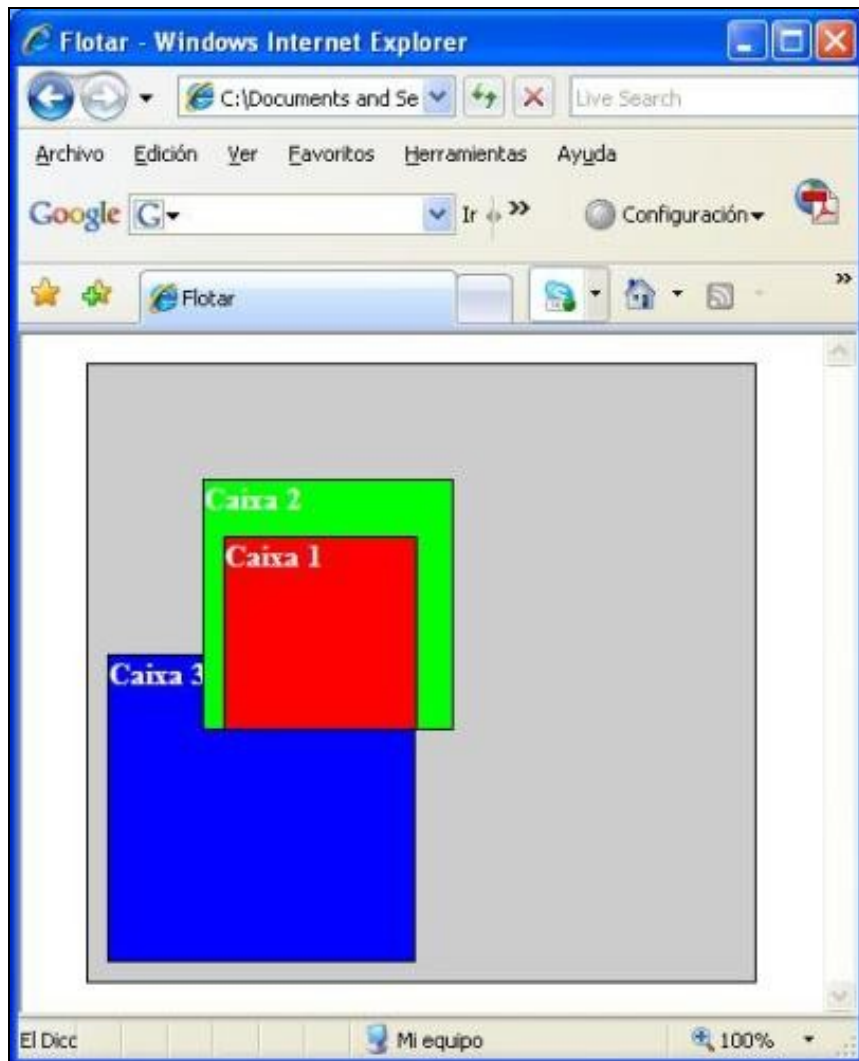 Flotar - Windows Internet Explorer
C:\Documents and Se
Live Search
Archivo Edición Ver Favoritos Herramientas Ayuda
Google G Ir » Configuración
Flotar »
Caixa 2
Caixa 1
Caixa 3
El Dicc Mi equipo 100%